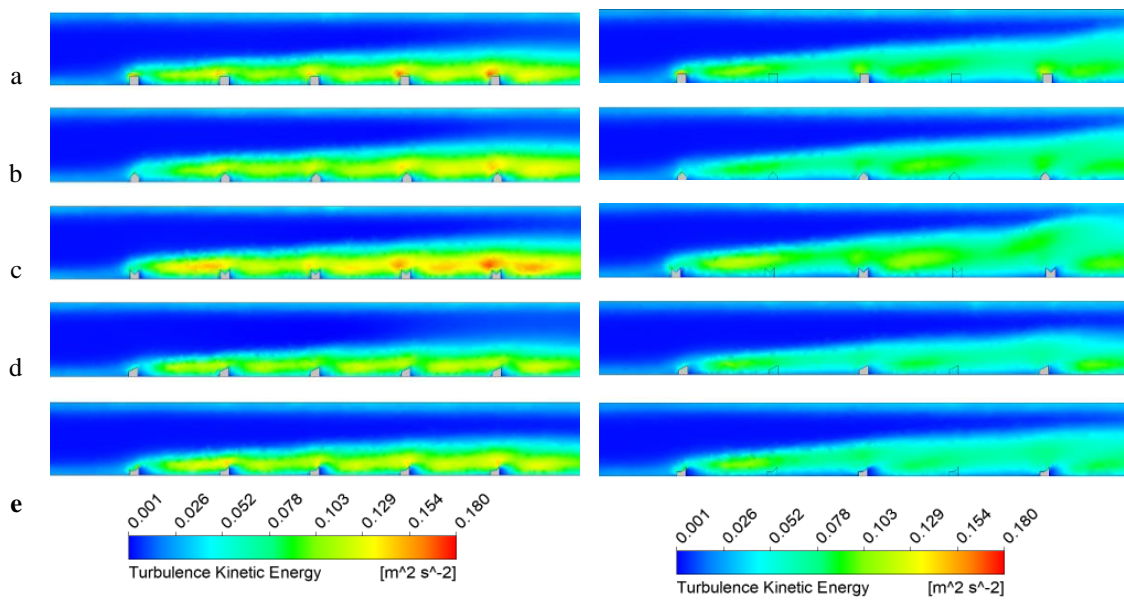 a
b
c
d
e
0.001 0.026 0.052 0.078 0.103 0.129 0.154 0.180
Turbulence Kinetic Energy [m^2 s^-2]
0.001 0.026 0.052 0.078 0.103 0.129 0.154 0.180
Turbulence Kinetic Energy [m^2 s^-2]